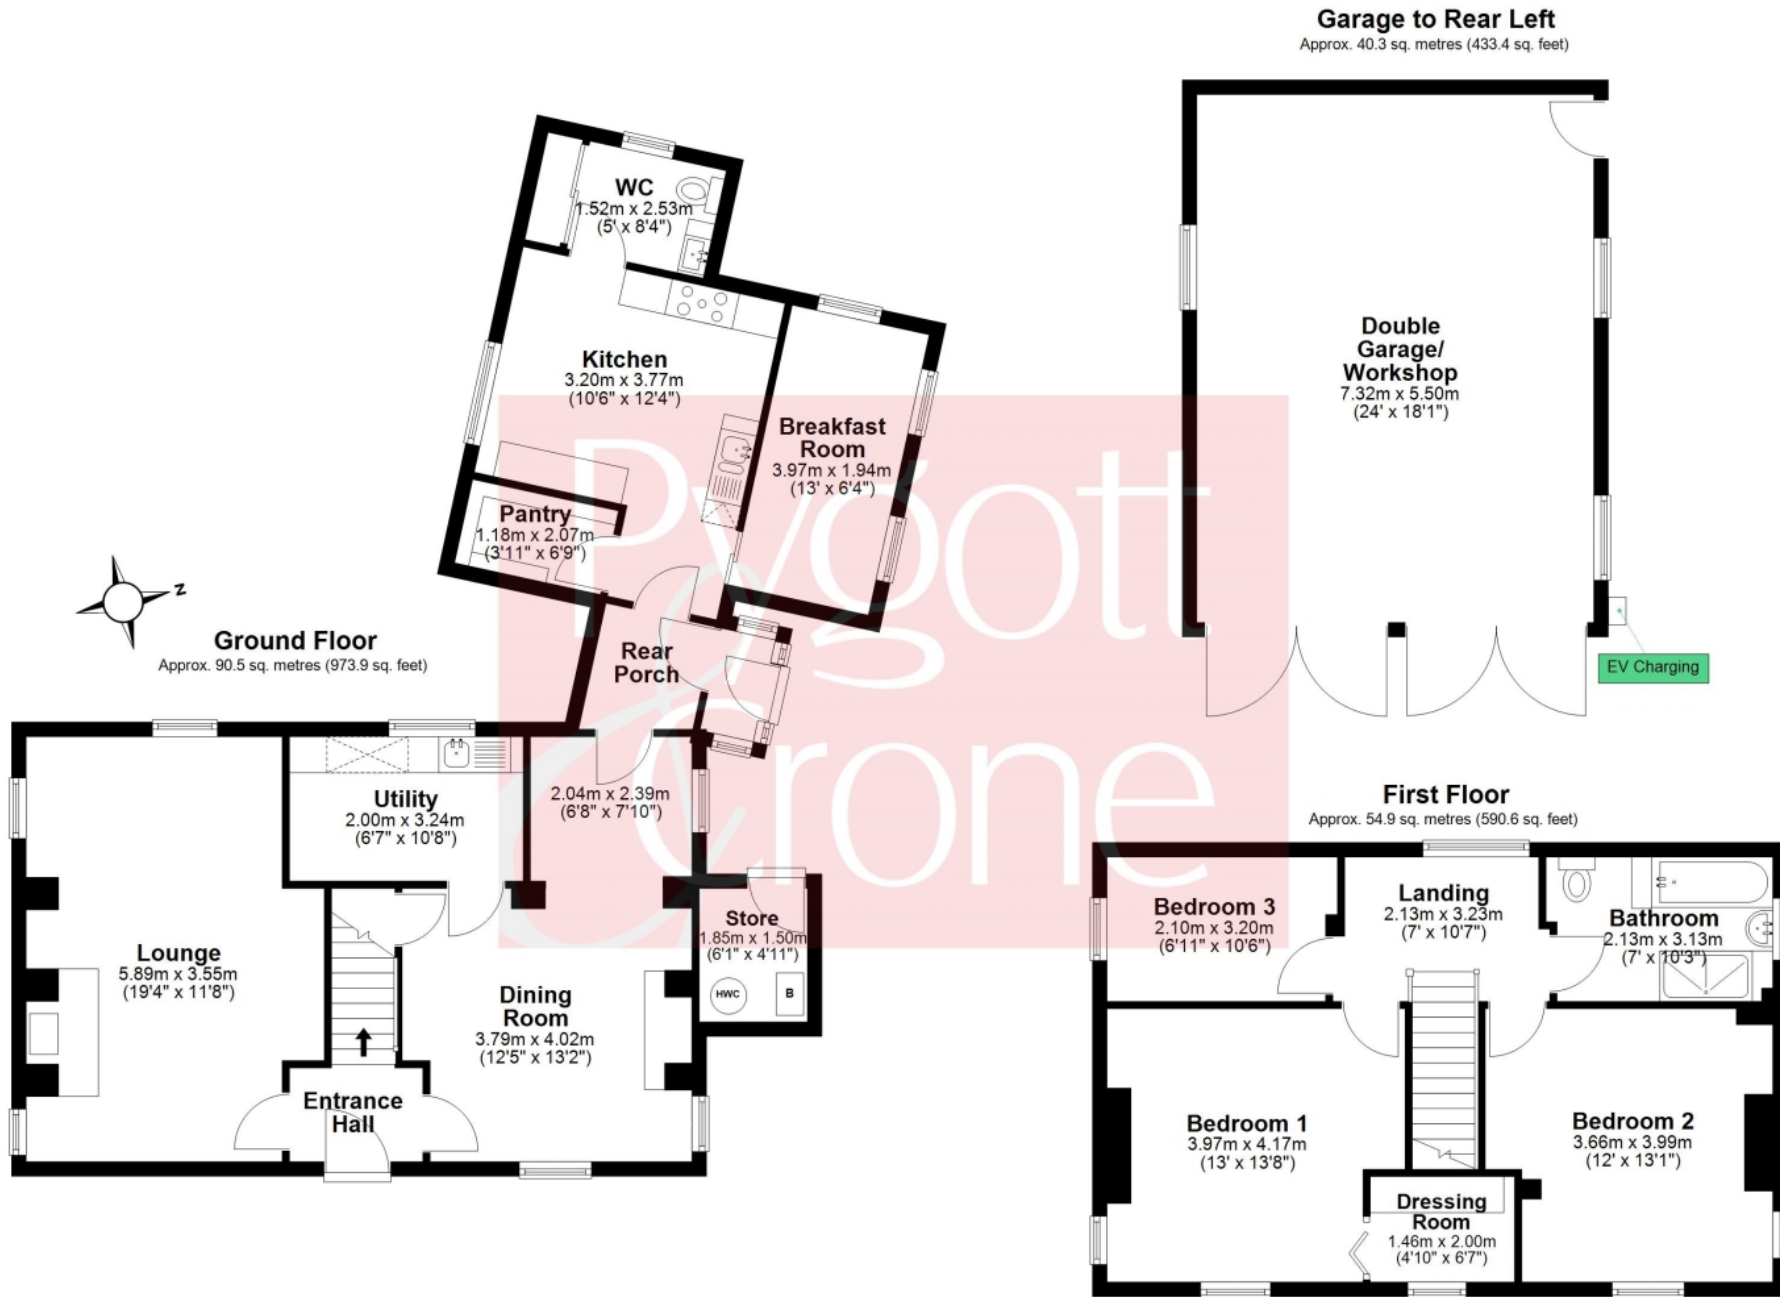 Garage to Rear Left
Approx. 40.3 sq. metres (433.4 sq. feet)
Double
Garage/
Workshop
7.32m x 5.50m
(24' x 18'1")
EV Charging
WC
1.52m x 2.53m
(5' x 8'4")
Kitchen
3.20m x 3.77m
(10'6" x 12'4")
Breakfast
Room
3.97m x 1.94m
(13' x 6'4")
Pantry
1.18m x 2.07m
(3'11" x 6'9")
Rear
Porch
N
Ground Floor
Approx. 90.5 sq. metres (973.9 sq. feet)
Utility
2.00m x 3.24m
(6'7" x 10'8")
2.04m x 2.39m
(6'8" x 7'10")
Lounge
5.89m x 3.55m
(19'4" x 11'8")
Store
1.85m x 1.50m
(6'1" x 4'11")
HWC
B
Dining
Room
3.79m x 4.02m
(12'5" x 13'2")
Entrance
Hall
First Floor
Approx. 54.9 sq. metres (590.6 sq. feet)
Bedroom 3
2.10m x 3.20m
(6'11" x 10'6")
Landing
2.13m x 3.23m
(7' x 10'7")
Bathroom
2.13m x 3.13m
(7' x 10'3")
Bedroom 1
3.97m x 4.17m
(13' x 13'8")
Bedroom 2
3.66m x 3.99m
(12' x 13'1")
Dressing
Room
1.46m x 2.00m
(4'10" x 6'7")
Pygott
& Crone